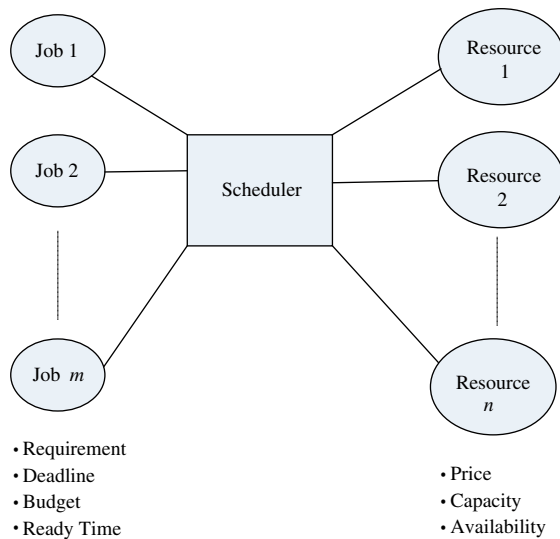 Job 1
Resource
1
Job 2
Scheduler
Resource
2
Job m
Resource
n
• Requirement
• Deadline
• Budget
• Ready Time
• Price
• Capacity
• Availability